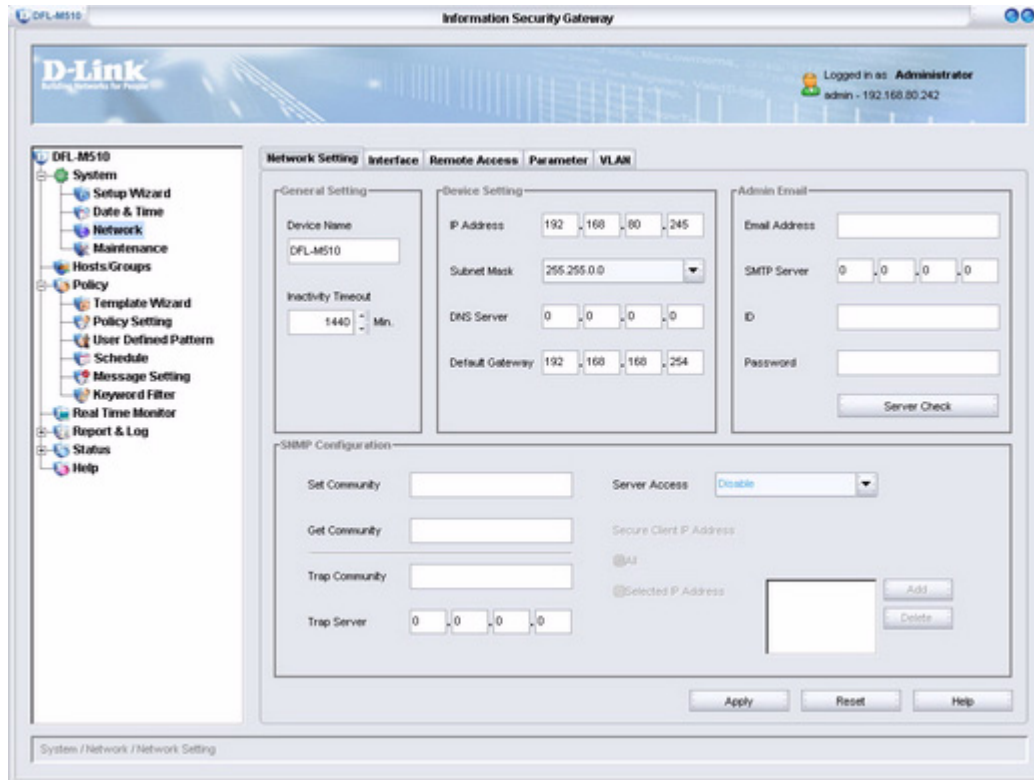 DFL-M510
Information Security Gateway
D-Link
Building Networks for People
Logged in as Administrator
admin - 192.168.80.242
DFL-M510
System
Setup Wizard
Date & Time
Network
Maintenance
Hosts/Groups
Policy
Template Wizard
Policy Setting
User Defined Pattern
Schedule
Message Setting
Keyword Filter
Real Time Monitor
Report & Log
Status
Help
Network Setting Interface Remote Access Parameter VLAN
General Setting
Device Name
DFL-M510
Inactivity Timeout
1440 Min.
Device Setting
IP Address 192 . 168 . 80 . 245
Subnet Mask 255.255.0.0
DNS Server 0 . 0 . 0 . 0
Default Gateway 192 . 168 . 168 . 254
Admin Email
Email Address
SMTP Server 0 . 0 . 0 . 0
ID
Password
Server Check
SNMP Configuration
Set Community
Get Community
Trap Community
Trap Server 0 . 0 . 0 . 0
Server Access Disable
Secure Client IP Address
All
Selected IP Address
Add
Delete
Apply Reset Help
System / Network / Network Setting